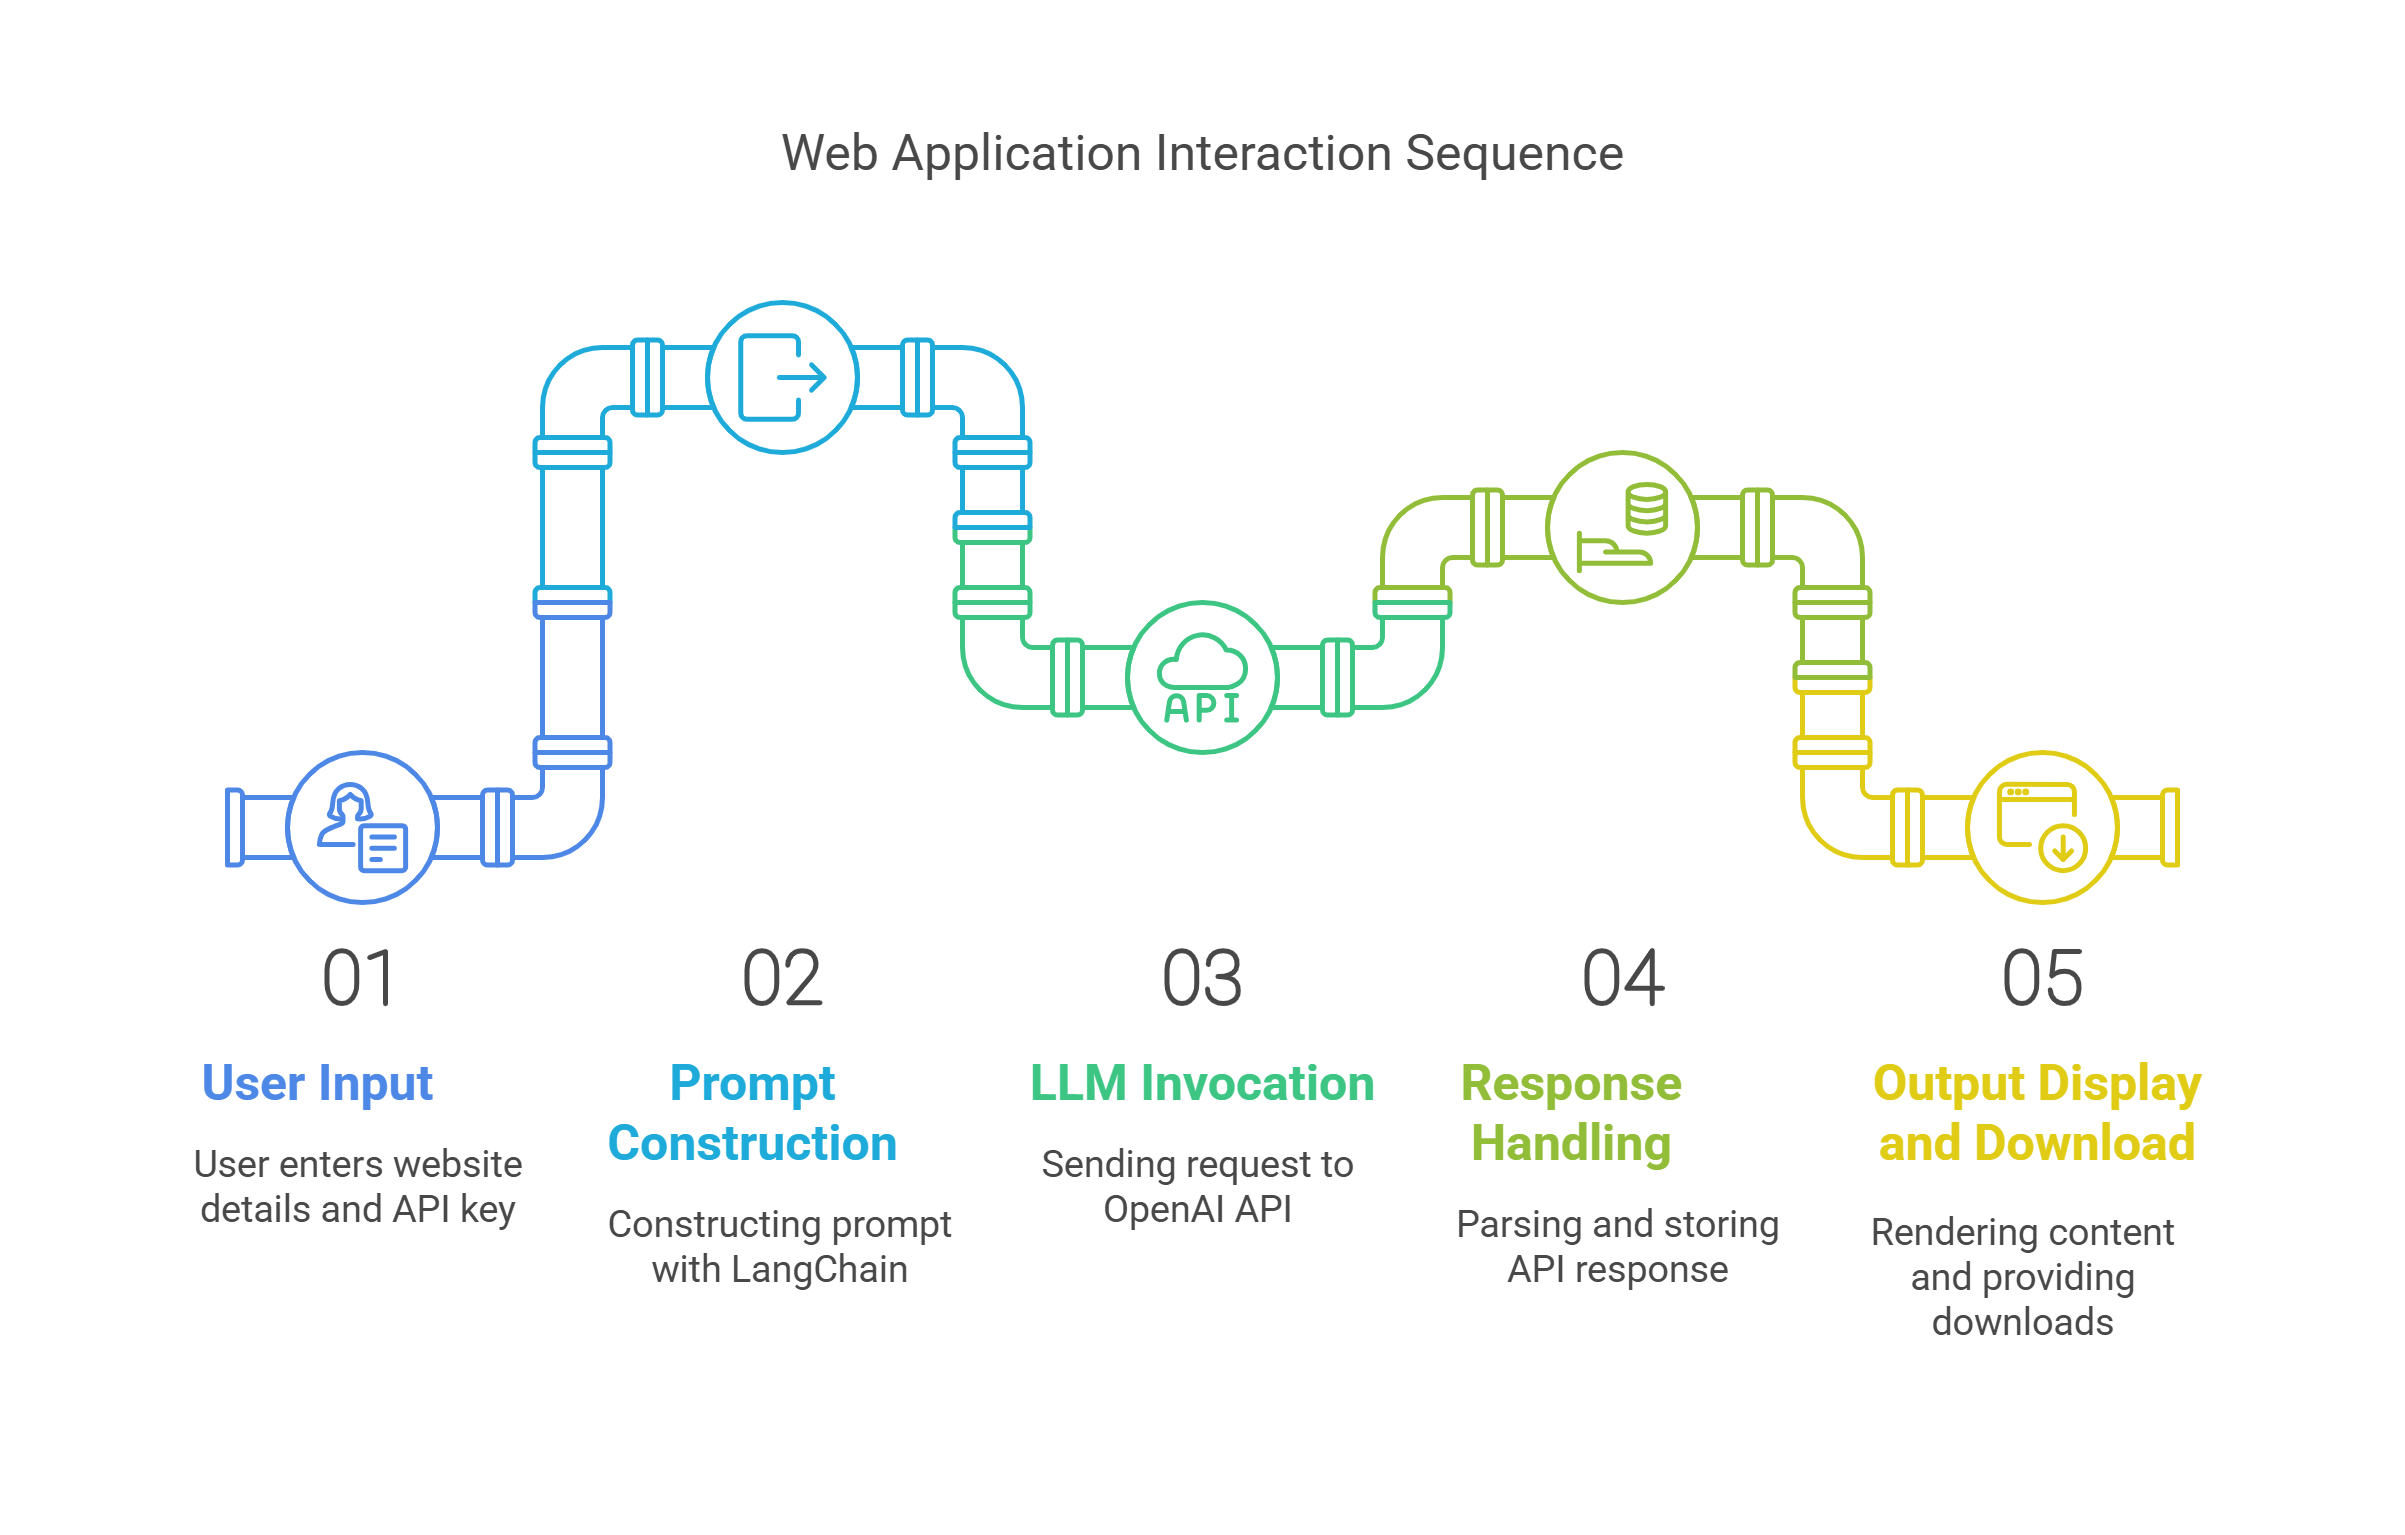 Web Application Interaction Sequence
API
01
User Input
User enters website
details and API key
02
Prompt
Construction
Constructing prompt
with LangChain
03
LLM Invocation
Sending request to
OpenAI API
04
Response
Handling
Parsing and storing
API response
05
Output Display
and Download
Rendering content
and providing
downloads